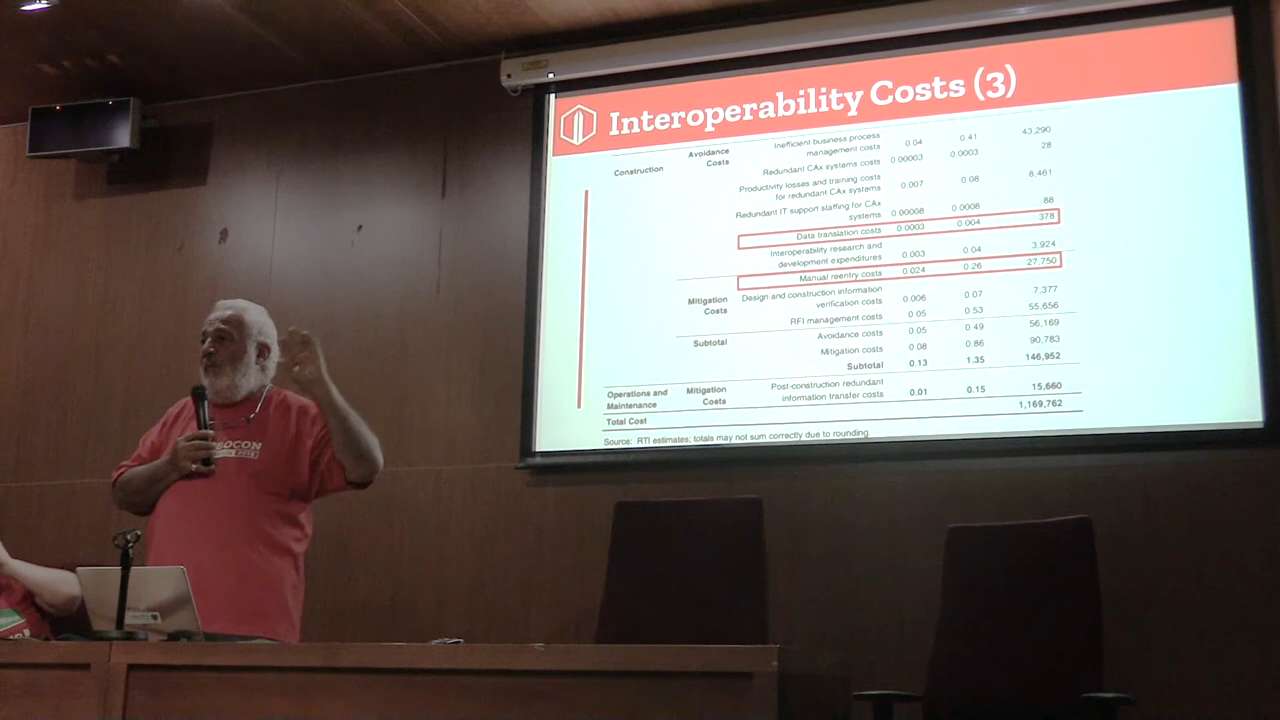 Interoperability Costs (3)
Construction Avoidance Costs Inefficient business process management costs 0.04 0.41 43,290
Redundant CAx systems costs 0.00003 0.0003 28
Productivity losses and training costs for redundant CAx systems 0.007 0.08 8,461
Redundant IT support staffing for CAx systems 0.00008 0.0008 88
Data translation costs 0.0003 0.004 378
Interoperability research and development expenditures 0.003 0.04 3,924
Manual reentry costs 0.024 0.26 27,750
Mitigation Costs Design and construction information verification costs 0.006 0.07 7,377
RFI management costs 0.05 0.53 55,656
Subtotal Avoidance costs 0.05 0.49 56,169
Mitigation costs 0.08 0.86 90,783
Subtotal 0.13 1.35 146,952
Operations and Maintenance Mitigation Costs Post-construction redundant information transfer costs 0.01 0.15 15,660
Total Cost 1,169,762
Source: RTI estimates; totals may not sum correctly due to rounding.